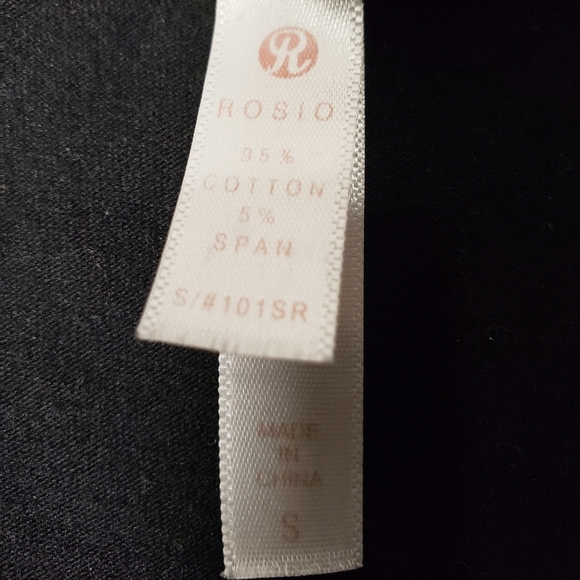 R
ROSIO
95%
COTTON
5%
SPAN
S/#101SR
MADE
IN
CHINA
S